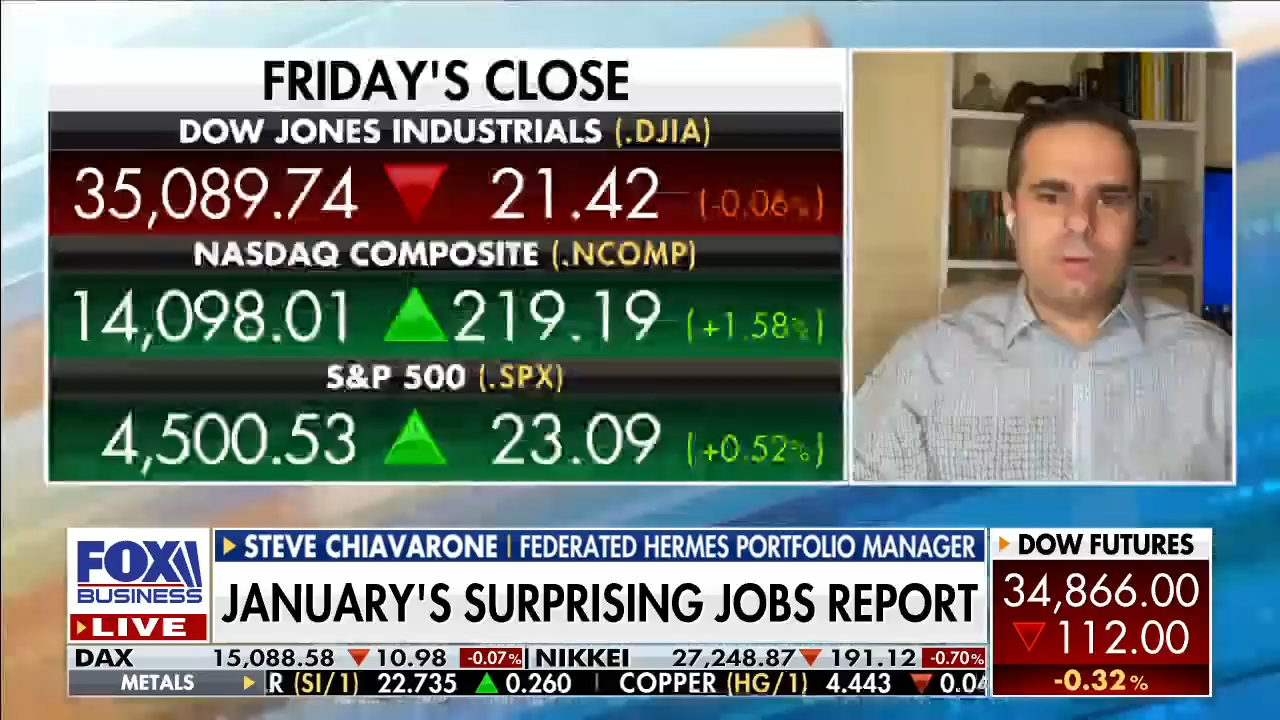 FRIDAY'S CLOSE
DOW JONES INDUSTRIALS (.DJIA)
35,089.74 ▼ 21.42 (-0.06%)
NASDAQ COMPOSITE (.NCOMP)
14,098.01 ▲ 219.19 (+1.58%)
S&P 500 (.SPX)
4,500.53 ▲ 23.09 (+0.52%)
FOX BUSINESS
LIVE
STEVE CHIAVARONE | FEDERATED HERMES PORTFOLIO MANAGER
JANUARY'S SURPRISING JOBS REPORT
DOW FUTURES
34,866.00
▽ 112.00
-0.32%
DAX 15,088.58 ▼ 10.98 -0.07% | NIKKEI 27,248.87 ▼ 191.12 -0.70%
METALS R (SI/1) 22.735 ▲ 0.260 | COPPER (HG/1) 4.443 ▼ 0.04